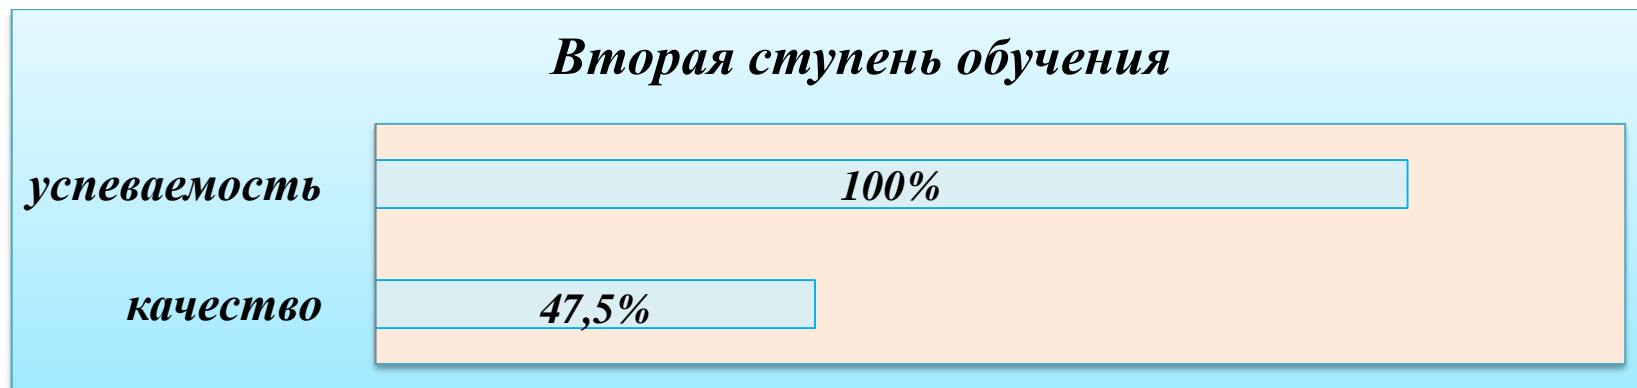 Вторая ступень обучения
успеваемость
100%
качество
47,5%